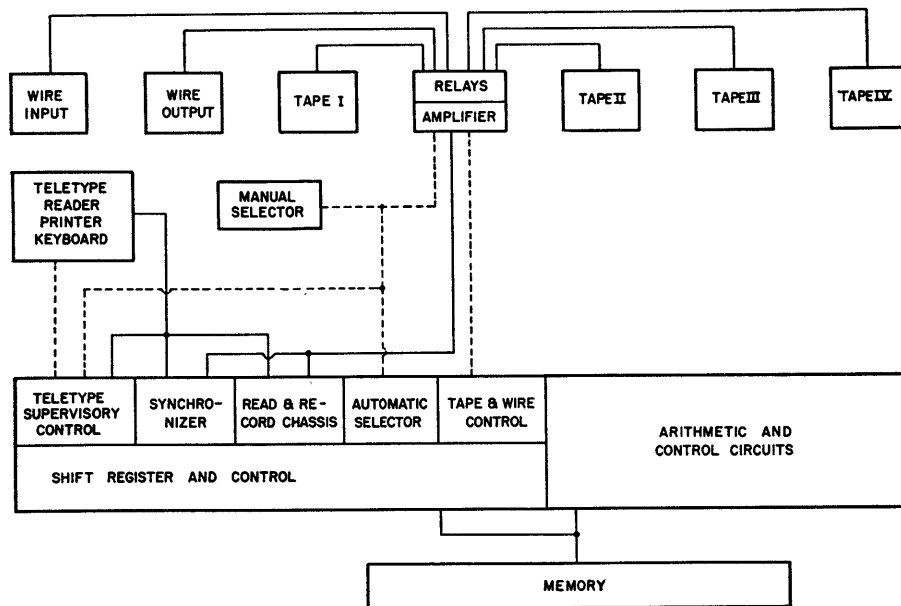 WIRE
INPUT
WIRE
OUTPUT
TAPE I
RELAYS
AMPLIFIER
TAPE II
TAPE III
TAPE IV
TELETYPE
READER
PRINTER
KEYBOARD
MANUAL
SELECTOR
TELETYPE
SUPERVISORY
CONTROL
SYNCHRO-
NIZER
READ & RE-
CORD CHASSIS
AUTOMATIC
SELECTOR
TAPE & WIRE
CONTROL
ARITHMETIC AND
CONTROL CIRCUITS
SHIFT REGISTER AND CONTROL
MEMORY